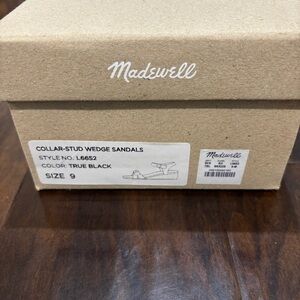 Madewell
COLLAR-STUD WEDGE SANDALS
STYLE NO. L6652
COLOR: TRUE BLACK
SIZE 9
Madewell